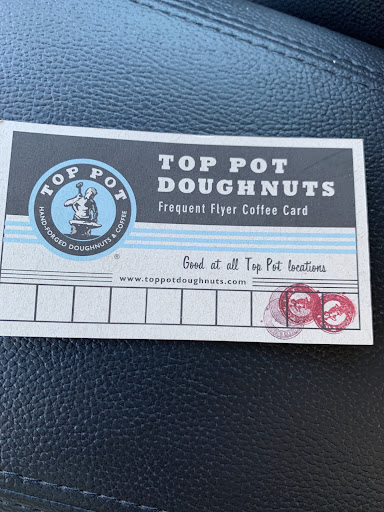 TOP POT
HAND-FORGED DOUGHNUTS & COFFEE
®
TOP POT
DOUGHNUTS
Frequent Flyer Coffee Card
Good at all Top Pot locations
www.toppotdoughnuts.com